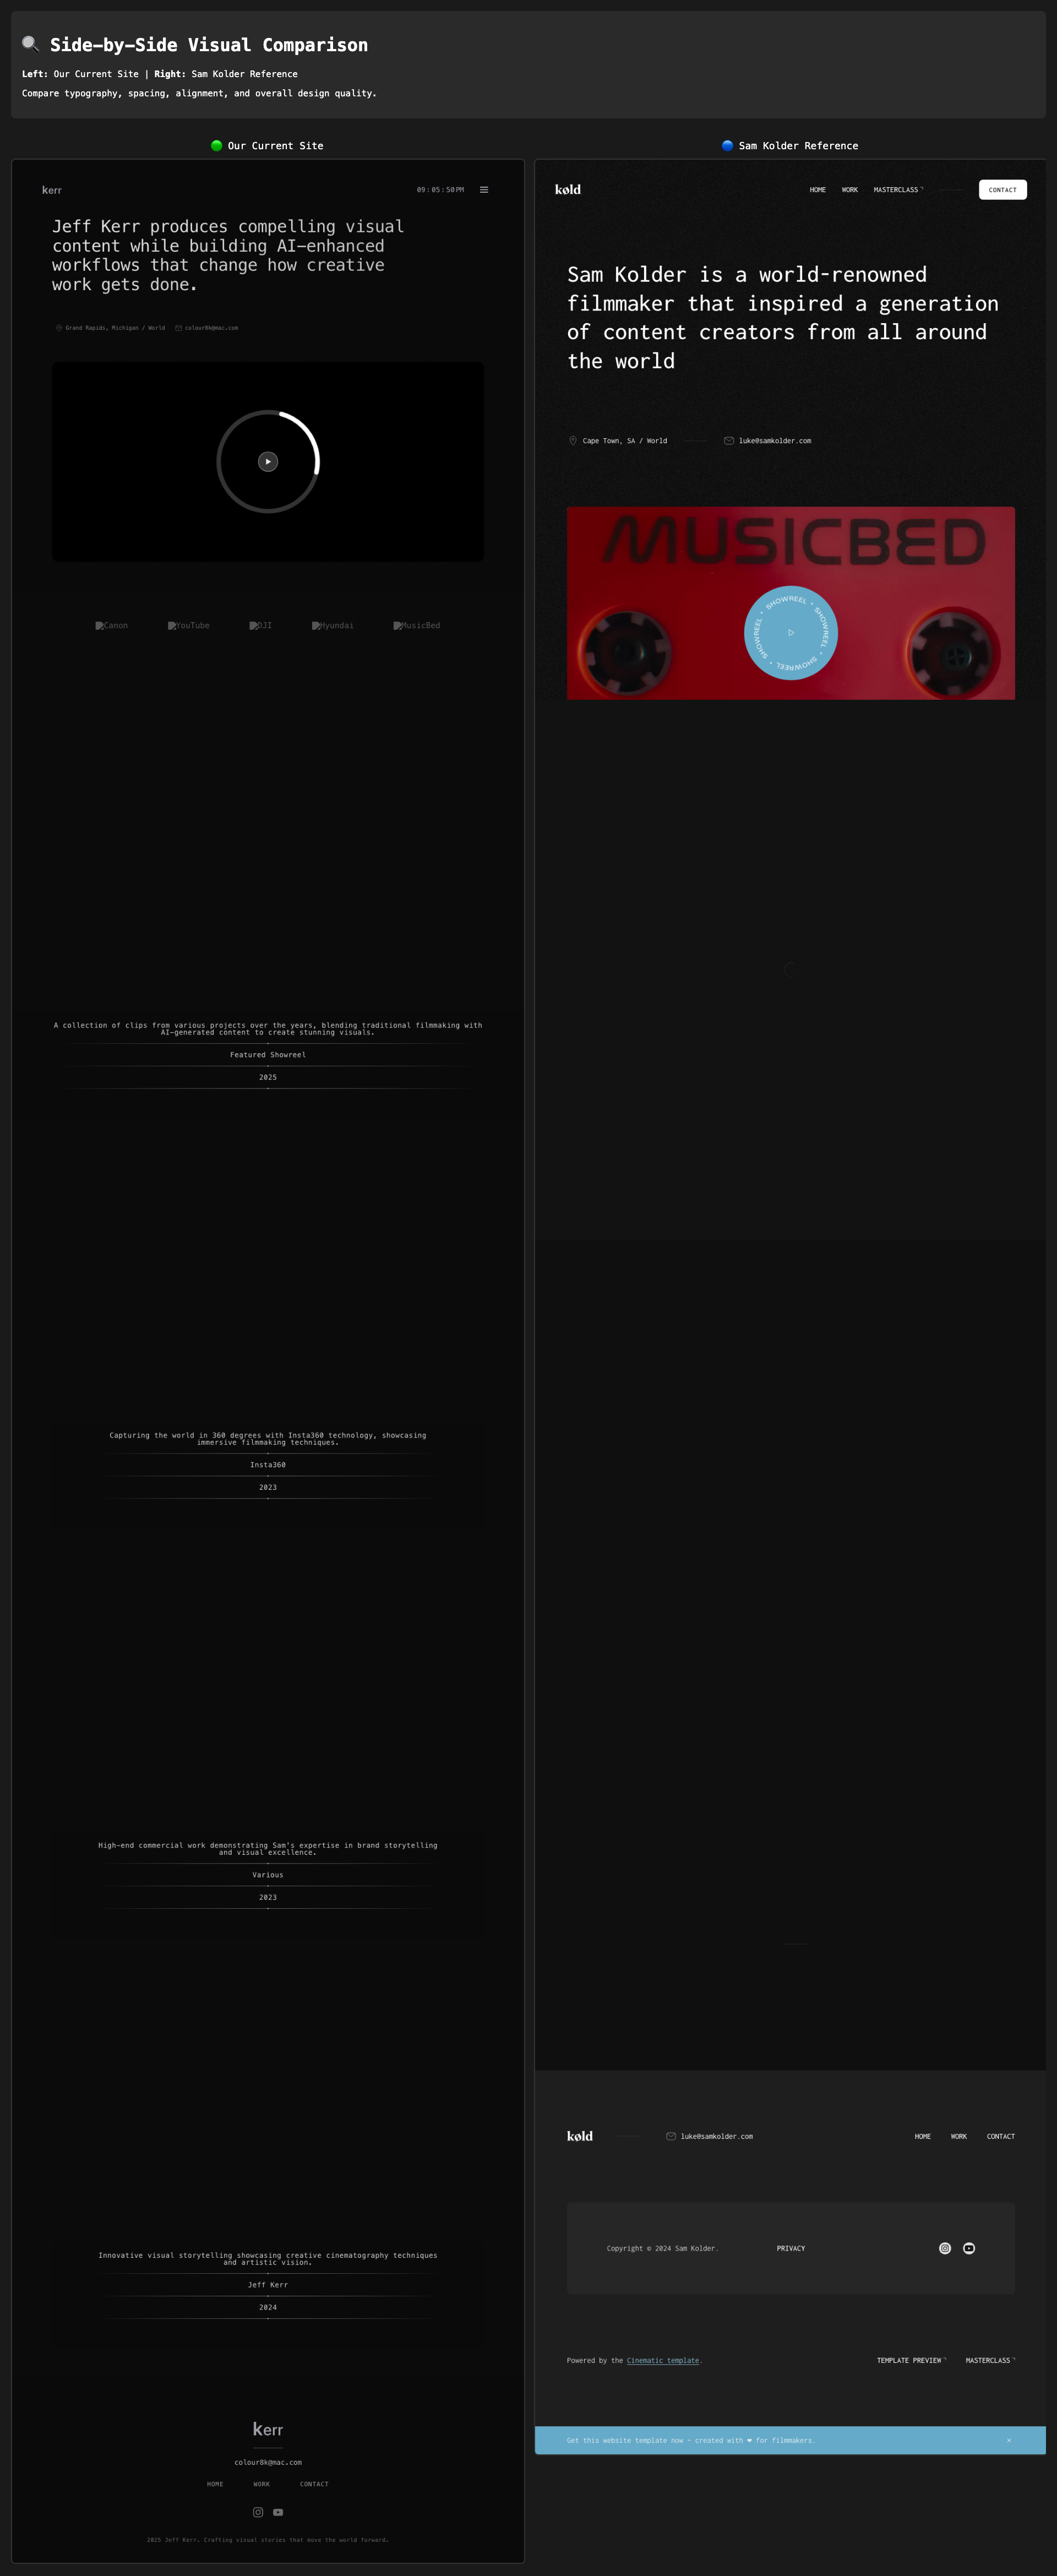 Side-by-Side Visual Comparison
Left: Our Current Site | Right: Sam Kolder Reference
Compare typography, spacing, alignment, and overall design quality.
Our Current Site
kerr
09:05:50PM
Jeff Kerr produces compelling visual
content while building AI-enhanced
workflows that change how creative
work gets done.
Grand Rapids, Michigan / World
colour8k@mac.com
Canon
YouTube
DJI
Hyundai
MusicBed
A collection of clips from various projects over the years, blending traditional filmmaking with
AI-generated content to create stunning visuals.
Featured Showreel
2025
Capturing the world in 360 degrees with Insta360 technology, showcasing
immersive filmmaking techniques.
Insta360
2023
High-end commercial work demonstrating Sam's expertise in brand storytelling
and visual excellence.
Various
2023
Innovative visual storytelling showcasing creative cinematography techniques
and artistic vision.
Jeff Kerr
2024
kerr
colour8k@mac.com
HOME WORK CONTACT
2025 Jeff Kerr. Crafting visual stories that move the world forward.
Sam Kolder Reference
køld
HOME WORK MASTERCLASS
CONTACT
Sam Kolder is a world-renowned
filmmaker that inspired a generation
of content creators from all around
the world
Cape Town, SA / World
luke@samkolder.com
MUSICBED
SHOWREEL • SHOWREEL • SHOWREEL • SHOWREEL •
køld
luke@samkolder.com
HOME WORK CONTACT
Copyright © 2024 Sam Kolder.
PRIVACY
Powered by the Cinematic template.
TEMPLATE PREVIEW MASTERCLASS
Get this website template now – created with ❤ for filmmakers.
×